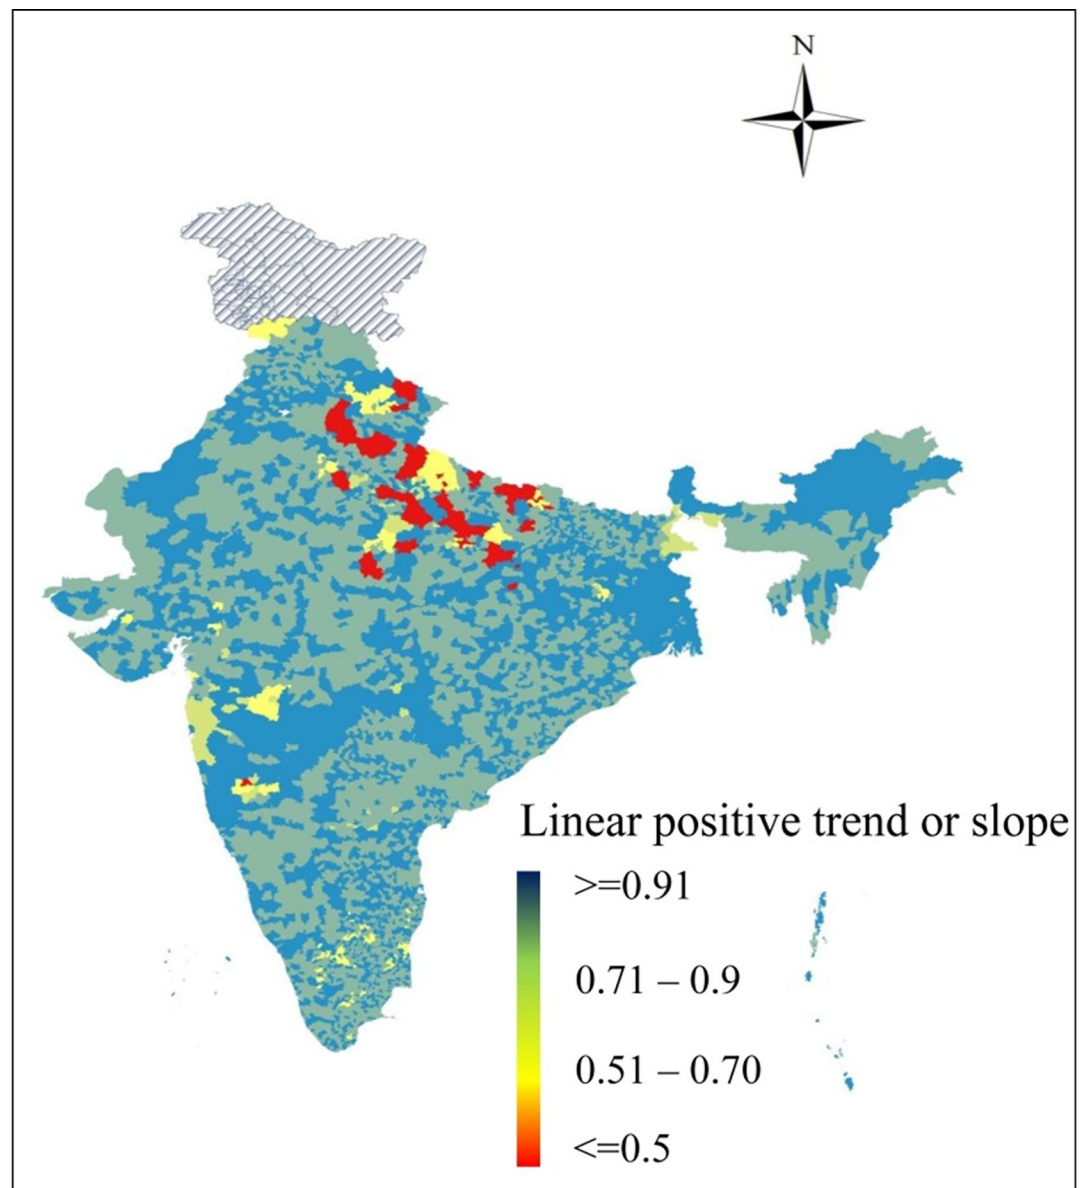 N
Linear positive trend or slope
>=0.91
0.71 – 0.9
0.51 – 0.70
<=0.5